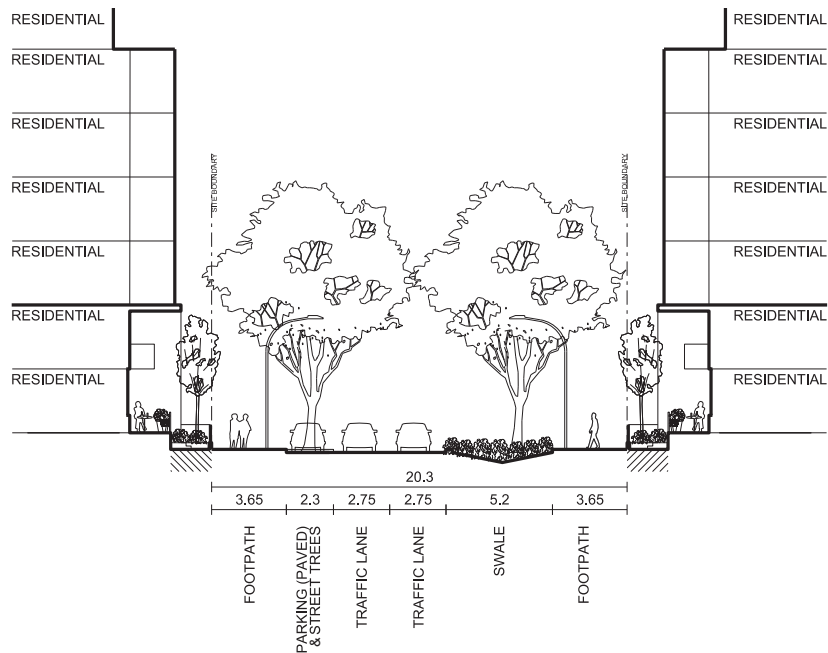 RESIDENTIAL
RESIDENTIAL
RESIDENTIAL
RESIDENTIAL
RESIDENTIAL
RESIDENTIAL
RESIDENTIAL
RESIDENTIAL
RESIDENTIAL
RESIDENTIAL
RESIDENTIAL
RESIDENTIAL
RESIDENTIAL
RESIDENTIAL
SITE BOUNDARY
SITE BOUNDARY
20.3
3.65 2.3 2.75 2.75 5.2 3.65
FOOTPATH
PARKING (PAVED)
& STREET TREES
TRAFFIC LANE
TRAFFIC LANE
SWALE
FOOTPATH